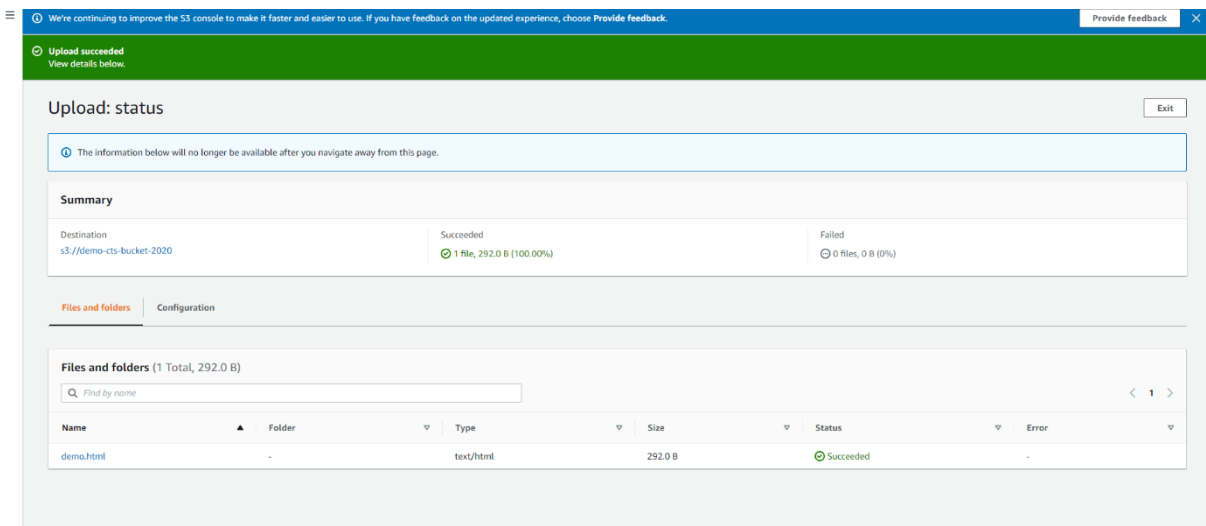 We're continuing to improve the S3 console to make it faster and easier to use. If you have feedback on the updated experience, choose Provide feedback.
Provide feedback
Upload succeeded
View details below.
Upload: status
Exit
The information below will no longer be available after you navigate away from this page.
Summary
Destination
s3://demo-cts-bucket-2020
Succeeded
1 file, 292.0 B (100.00%)
Failed
0 files, 0 B (0%)
Files and folders Configuration
Files and folders (1 Total, 292.0 B)
Find by name
1
Name Folder Type Size Status Error
demo.html - text/html 292.0 B Succeeded -